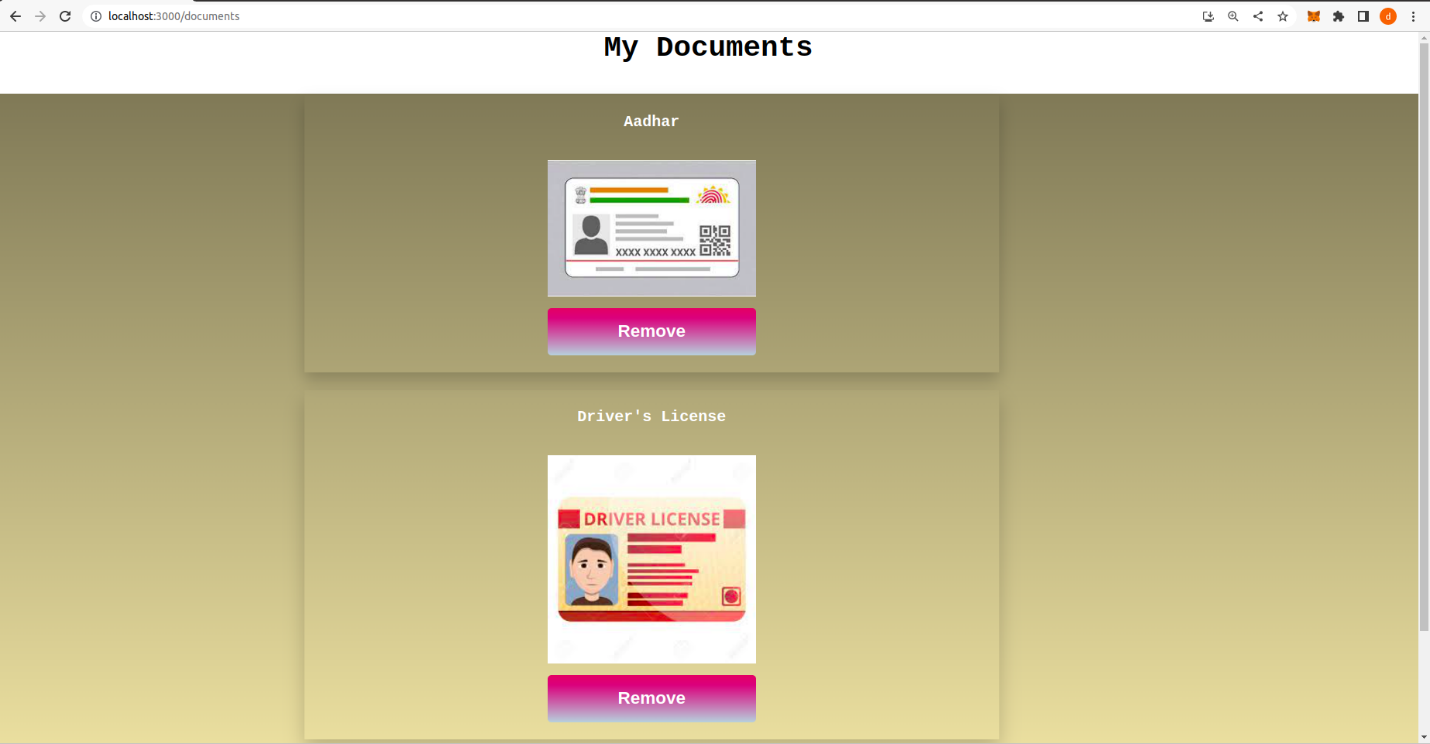 localhost:3000/documents
d
My Documents
Aadhar
XXXX XXXX XXXX
Remove
Driver's License
DRIVER LICENSE
Remove